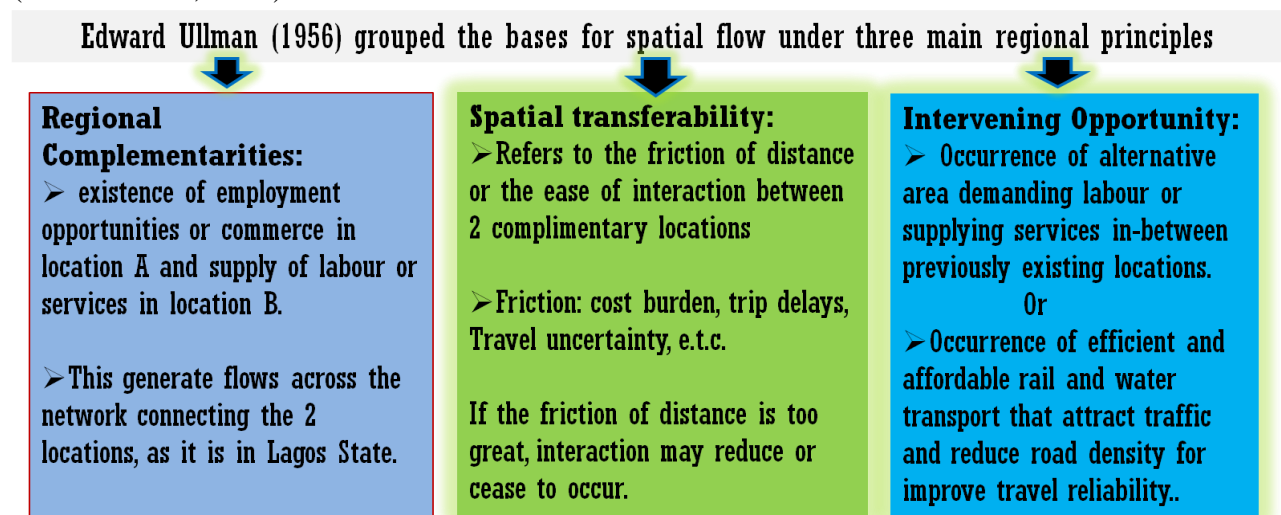 Edward Ullman (1956) grouped the bases for spatial flow under three main regional principles
Regional
Complementarities:
➢ existence of employment
opportunities or commerce in
location A and supply of labour or
services in location B.
➢This generate flows across the
network connecting the 2
locations, as it is in Lagos State.
Spatial transferability:
➢Refers to the friction of distance
or the ease of interaction between
2 complimentary locations
➢Friction: cost burden, trip delays,
Travel uncertainty, e.t.c.
If the friction of distance is too
great, interaction may reduce or
cease to occur.
Intervening Opportunity:
➢ Occurrence of alternative
area demanding labour or
supplying services in-between
previously existing locations.
Or
➢Occurrence of efficient and
affordable rail and water
transport that attract traffic
and reduce road density for
improve travel reliability..